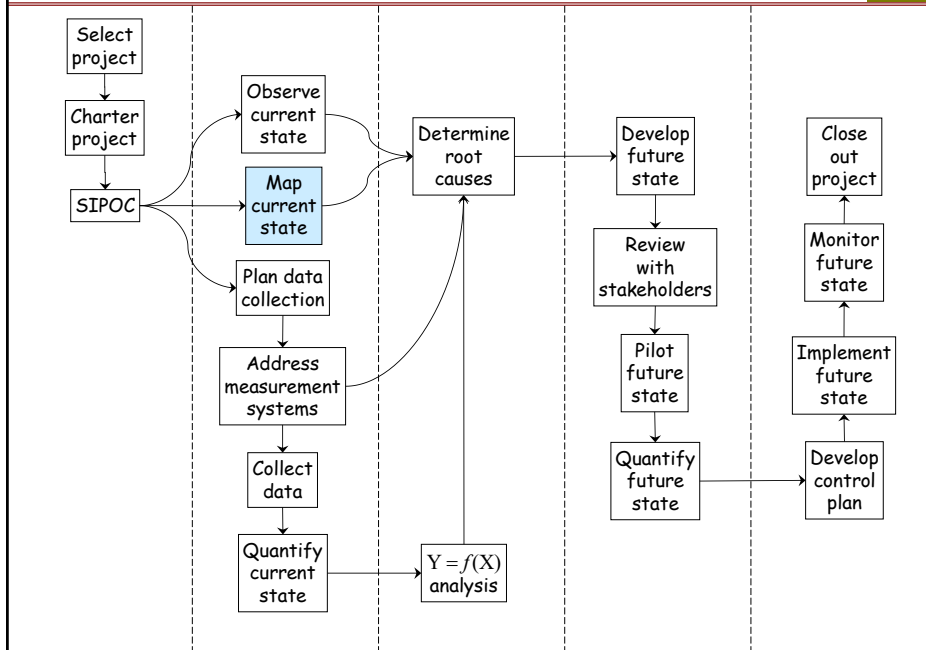 Select
project
Charter
project
SIPOC
Observe
current
state
Map
current
state
Plan data
collection
Address
measurement
systems
Collect
data
Quantify
current
state
Determine
root
causes
Y = f(X)
analysis
Develop
future
state
Review
with
stakeholders
Pilot
future
state
Quantify
future
state
Close
out
project
Monitor
future
state
Implement
future
state
Develop
control
plan